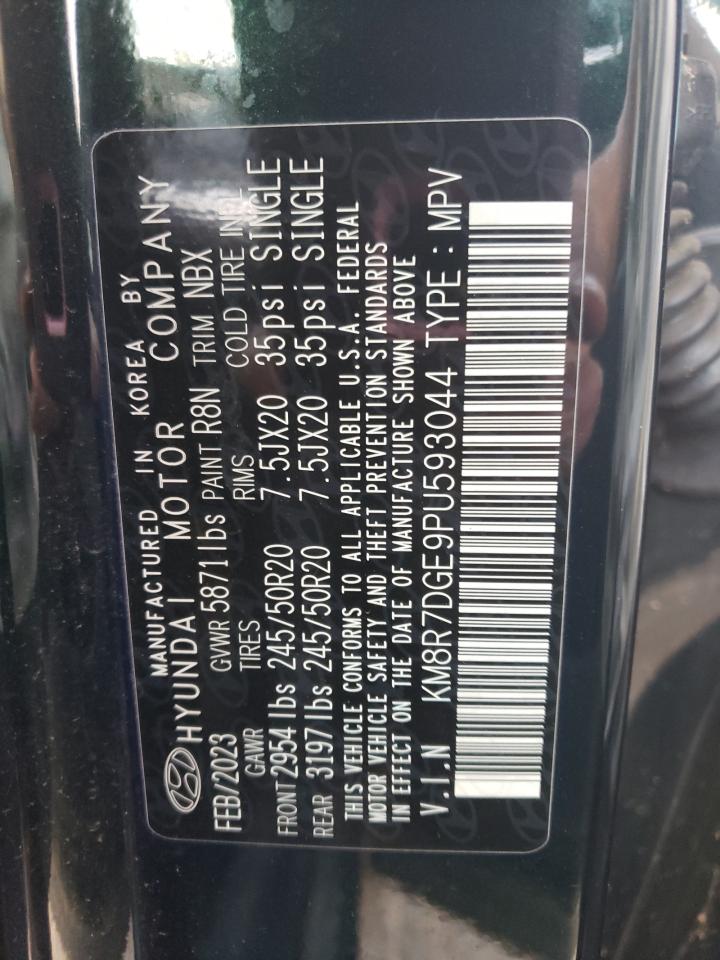 MANUFACTURED IN KOREA BY
HYUNDAI MOTOR COMPANY
FEB/2023 GVWR 5871 lbs PAINT R8N TRIM NBX
GAWR TIRES RIMS COLD TIRE INFL
FRONT 2954 lbs 245/50R20 7.5JX20 35psi SINGLE
REAR 3197 lbs 245/50R20 7.5JX20 35psi SINGLE
THIS VEHICLE CONFORMS TO ALL APPLICABLE U.S.A. FEDERAL
MOTOR VEHICLE SAFETY AND THEFT PREVENTION STANDARDS
IN EFFECT ON THE DATE OF MANUFACTURE SHOWN ABOVE
V.I.N KM8R7DGE9PU593044 TYPE : MPV